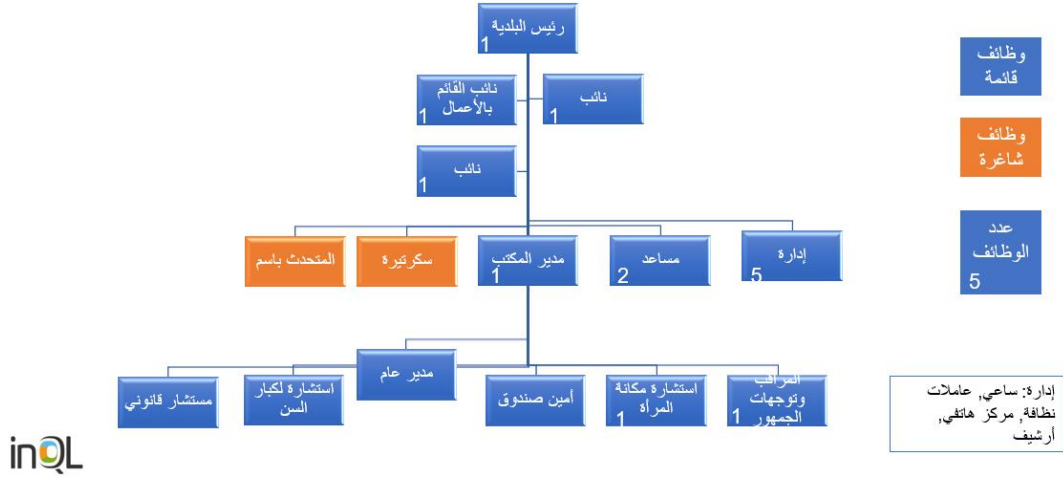 رئيس البلدية
1
نائب القائم
بالأعمال
1
نائب
1
نائب
1
المتحدث باسم
سكرتيرة
مدير المكتب
1
مساعد
2
إدارة
5
مدير عام
مستشار قانوني
استشارة لكبار
السن
أمين صندوق
استشارة مكانة
المرأة
1
المراقب
وتوجهات
الجمهور
1
وظائف
قائمة
وظائف
شاغرة
عدد
الوظائف
5
إدارة: ساعي, عاملات
نظافة, مركز هاتفي,
أرشيف
inQL